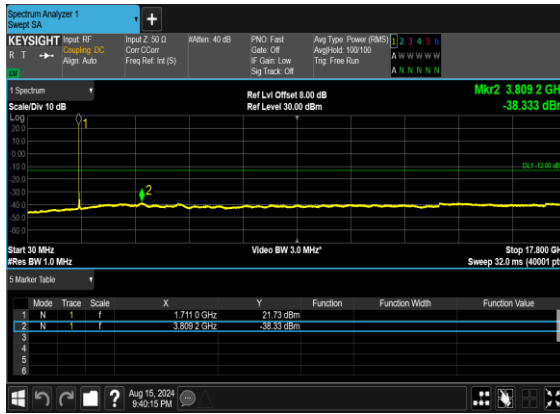 Spectrum Analyzer 1
Swept SA
+
KEYSIGHT Input: RF Input Z: 50 Ω #Atten: 40 dB PNO: Fast Avg Type: Power (RMS) 1 2 3 4 5 6
R T Coupling: DC Corr CCorr Gate: Off Avg|Hold: 100/100 A W W W W W
Align: Auto Freq Ref: Int (S) IF Gain: Low Trig: Free Run
LXI Sig Track: Off A N N N N N
1 Spectrum Ref Lvl Offset 8.00 dB Mkr2 3.809 2 GHz
Scale/Div 10 dB Ref Level 30.00 dBm -38.333 dBm
Log
1
20.0
10.0
0.00
-10.0
DL1 -13.00 dB
-20.0
-30.0
2
-40.0
-50.0
-60.0
Start 30 MHz Video BW 3.0 MHz* Stop 17.800 GH
#Res BW 1.0 MHz Sweep 32.0 ms (40001 pt
5 Marker Table
Mode Trace Scale X Y Function Function Width Function Value
1 N 1 f 1.711 0 GHz 21.73 dBm
2 N 1 f 3.809 2 GHz -38.33 dBm
3
4
5
6
? Aug 15, 2024
9:40:15 PM